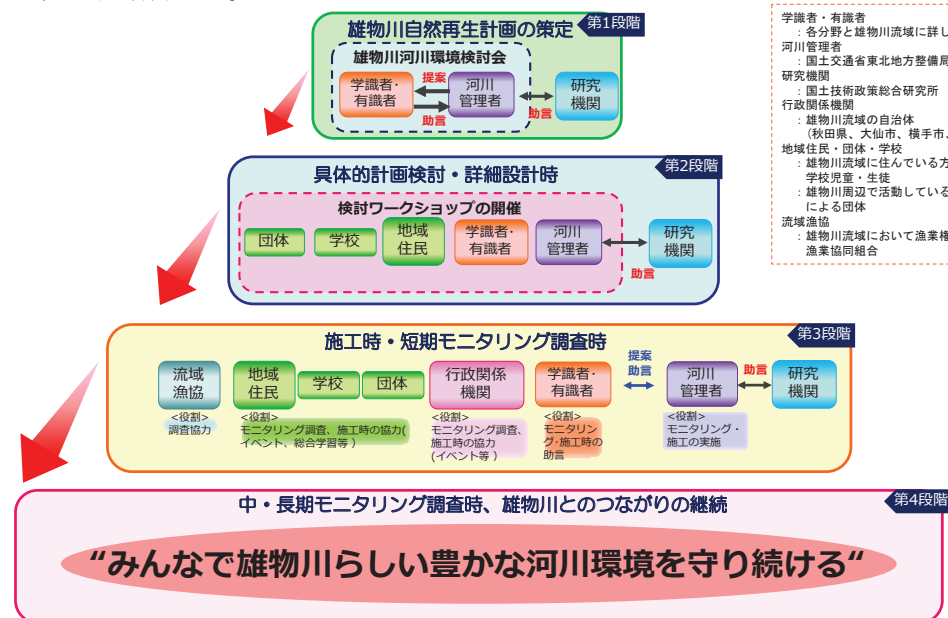 雄物川自然再生計画の策定
第1段階
雄物川河川環境検討会
学識者・
有識者
提案
助言
河川
管理者
助言
研究
機関
学識者・有識者
：各分野と雄物川流域に詳し
河川管理者
：国土交通省東北地方整備局
研究機関
：国土技術政策総合研究所
行政関係機関
：雄物川流域の自治体
（秋田県、大仙市、横手市、
地域住民・団体・学校
：雄物川流域に住んでいる方
学校児童・生徒
：雄物川周辺で活動している
による団体
流域漁協
：雄物川流域において漁業権
漁業協同組合
具体的計画検討・詳細設計時
第2段階
検討ワークショップの開催
団体
学校
地域
住民
学識者・
有識者
河川
管理者
助言
研究
機関
施工時・短期モニタリング調査時
第3段階
流域
漁協
<役割>
調査協力
地域
住民
学校
団体
<役割>
モニタリング調査、施工時の協力(
イベント、総合学習等 )
行政関係
機関
<役割>
モニタリング調査、
施工時の協力
(イベント等 )
学識者・
有識者
<役割>
モニタリン
グ・施工時の
助言
提案
助言
河川
管理者
<役割>
モニタリング・
施工の実施
助言
研究
機関
中・長期モニタリング調査時、雄物川とのつながりの継続
第4段階
“みんなで雄物川らしい豊かな河川環境を守り続ける“